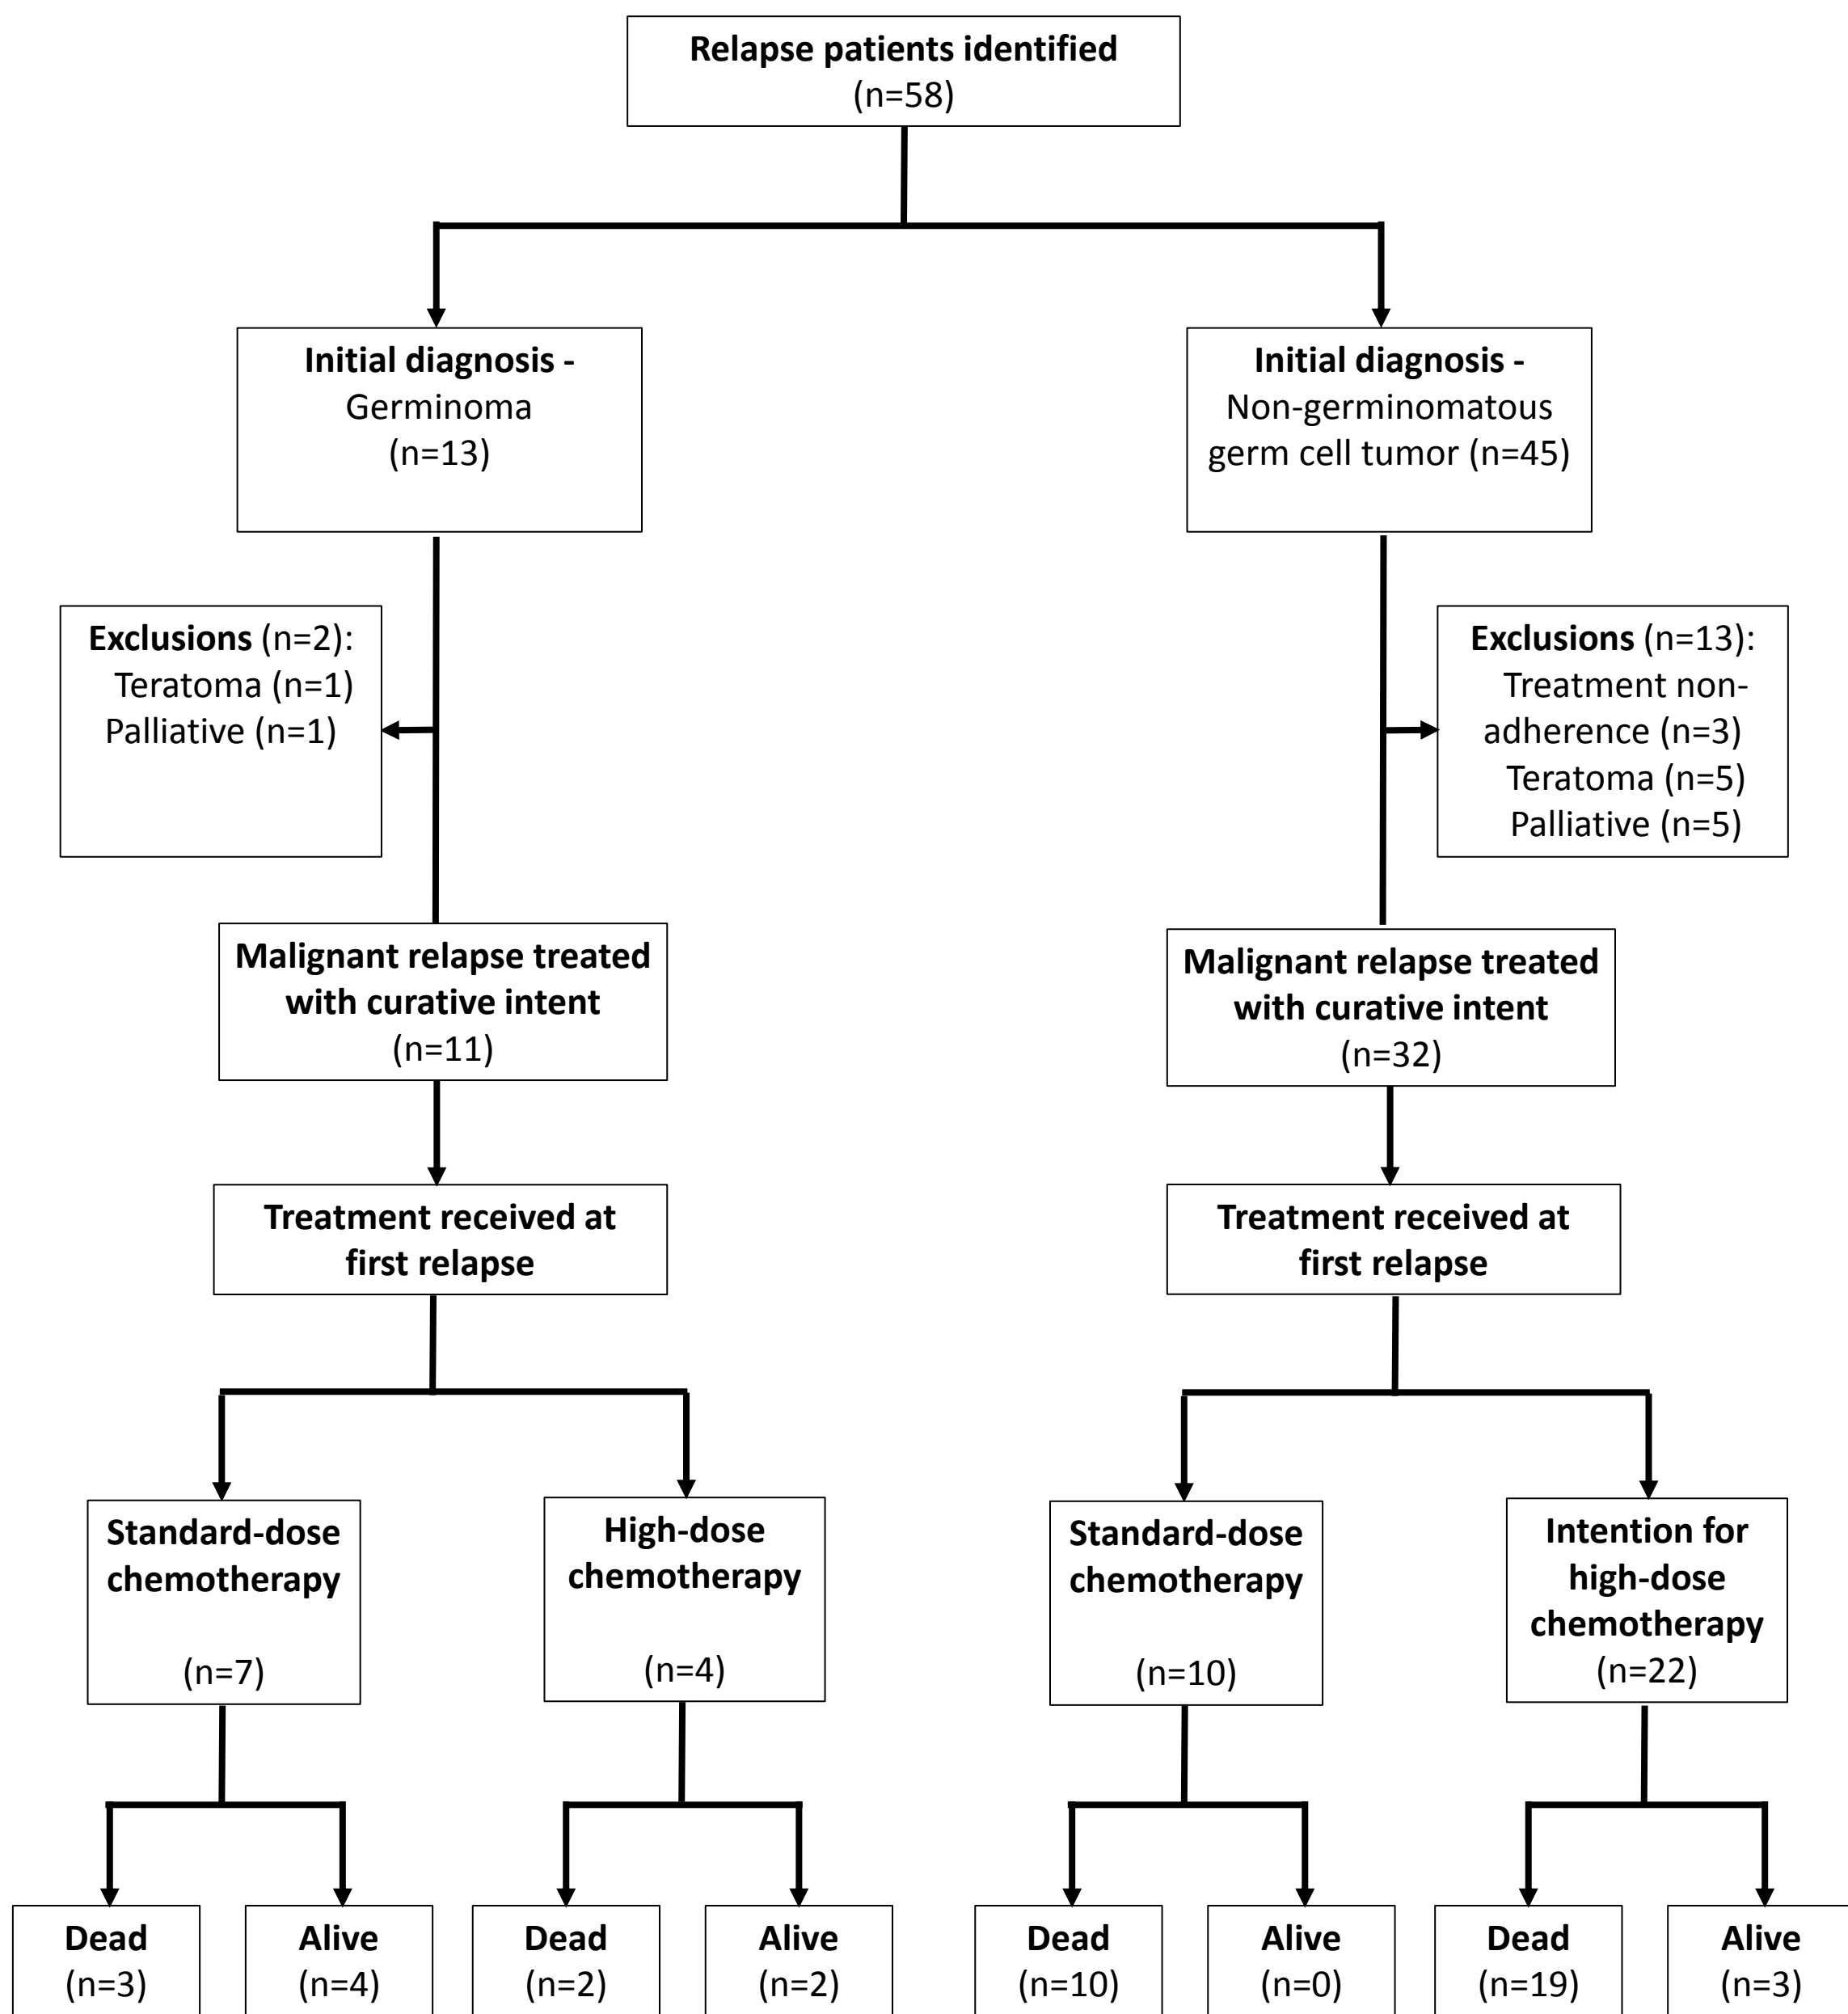 Relapse patients identified
(n=58)
Initial diagnosis -
Germinoma
(n=13)
Initial diagnosis -
Non-germinomatous
germ cell tumor (n=45)
Exclusions (n=2):
Teratoma (n=1)
Palliative (n=1)
Exclusions (n=13):
Treatment non-
adherence (n=3)
Teratoma (n=5)
Palliative (n=5)
Malignant relapse treated
with curative intent
(n=11)
Malignant relapse treated
with curative intent
(n=32)
Treatment received at
first relapse
Treatment received at
first relapse
Standard-dose
chemotherapy
(n=7)
High-dose
chemotherapy
(n=4)
Standard-dose
chemotherapy
(n=10)
Intention for
high-dose
chemotherapy
(n=22)
Dead
(n=3)
Alive
(n=4)
Dead
(n=2)
Alive
(n=2)
Dead
(n=10)
Alive
(n=0)
Dead
(n=19)
Alive
(n=3)